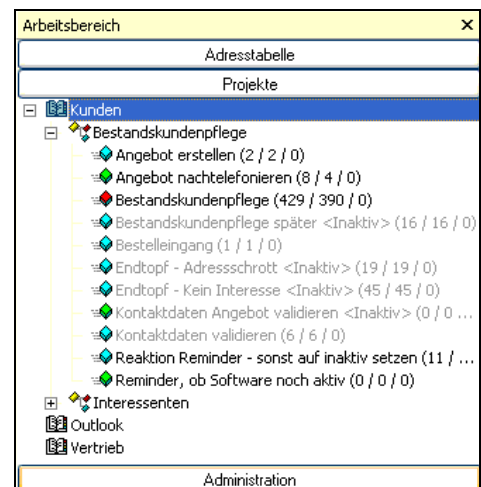 Arbeitsbereich
Adresstabelle
Projekte
Kunden
Bestandskundenpflege
Angebot erstellen (2 / 2 / 0)
Angebot nachtelefonieren (8 / 4 / 0)
Bestandskundenpflege (429 / 390 / 0)
Bestandskundenpflege später <Inaktiv> (16 / 16 / 0)
Bestelleingang (1 / 1 / 0)
Endtopf - Adressschrott <Inaktiv> (19 / 19 / 0)
Endtopf - Kein Interesse <Inaktiv> (45 / 45 / 0)
Kontaktdaten Angebot validieren <Inaktiv> (0 / 0 ...
Kontaktdaten validieren (6 / 6 / 0)
Reaktion Reminder - sonst auf inaktiv setzen (11 / ...
Reminder, ob Software noch aktiv (0 / 0 / 0)
Interessenten
Outlook
Vertrieb
Administration